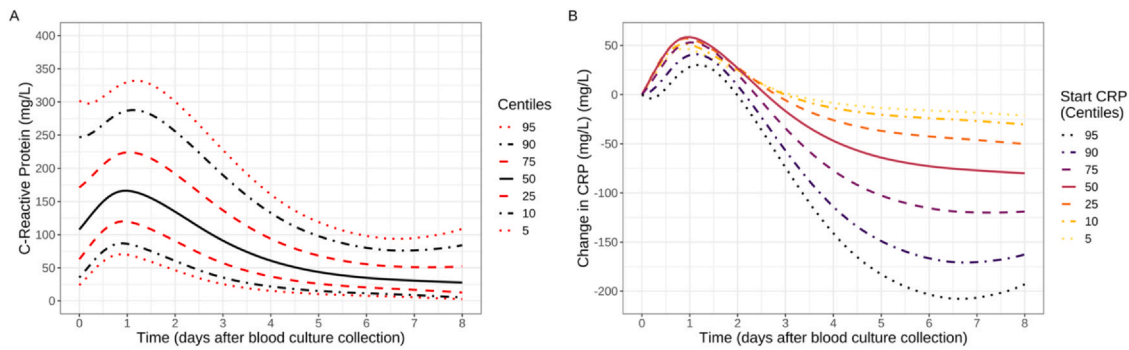 A
C-Reactive Protein (mg/L)
400
350
300
250
200
150
100
50
0
0 1 2 3 4 5 6 7 8
Time (days after blood culture collection)
Centiles
95
90
75
50
25
10
5
B
Change in CRP (mg/L)
50
0
-50
-100
-150
-200
0 1 2 3 4 5 6 7 8
Time (days after blood culture collection)
Start CRP
(Centiles)
95
90
75
50
25
10
5